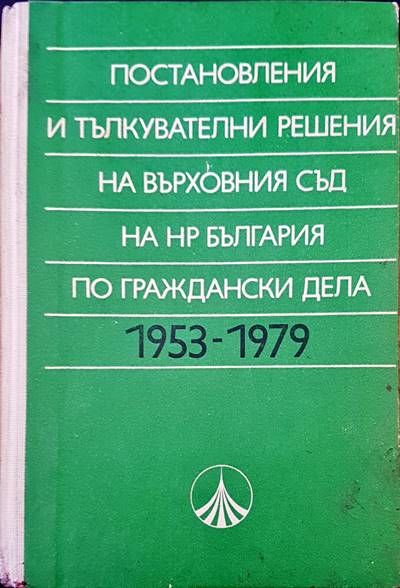 ПОСТАНОВЛЕНИЯ
И ТЪЛКУВАТЕЛНИ РЕШЕНИЯ
НА ВЪРХОВНИЯ СЪД
НА НР БЪЛГАРИЯ
ПО ГРАЖДАНСКИ ДЕЛА
1953-1979